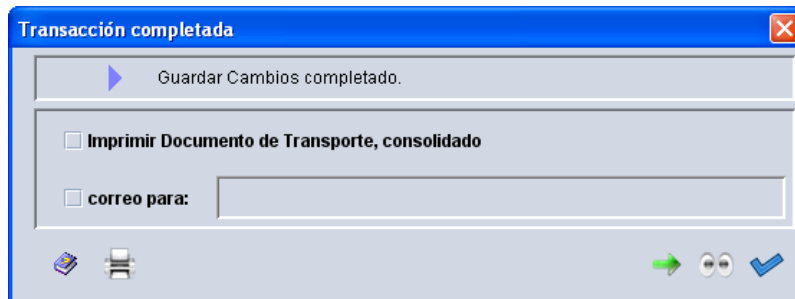 Transacción completada
Guardar Cambios completado.
Imprimir Documento de Transporte, consolidado
correo para: